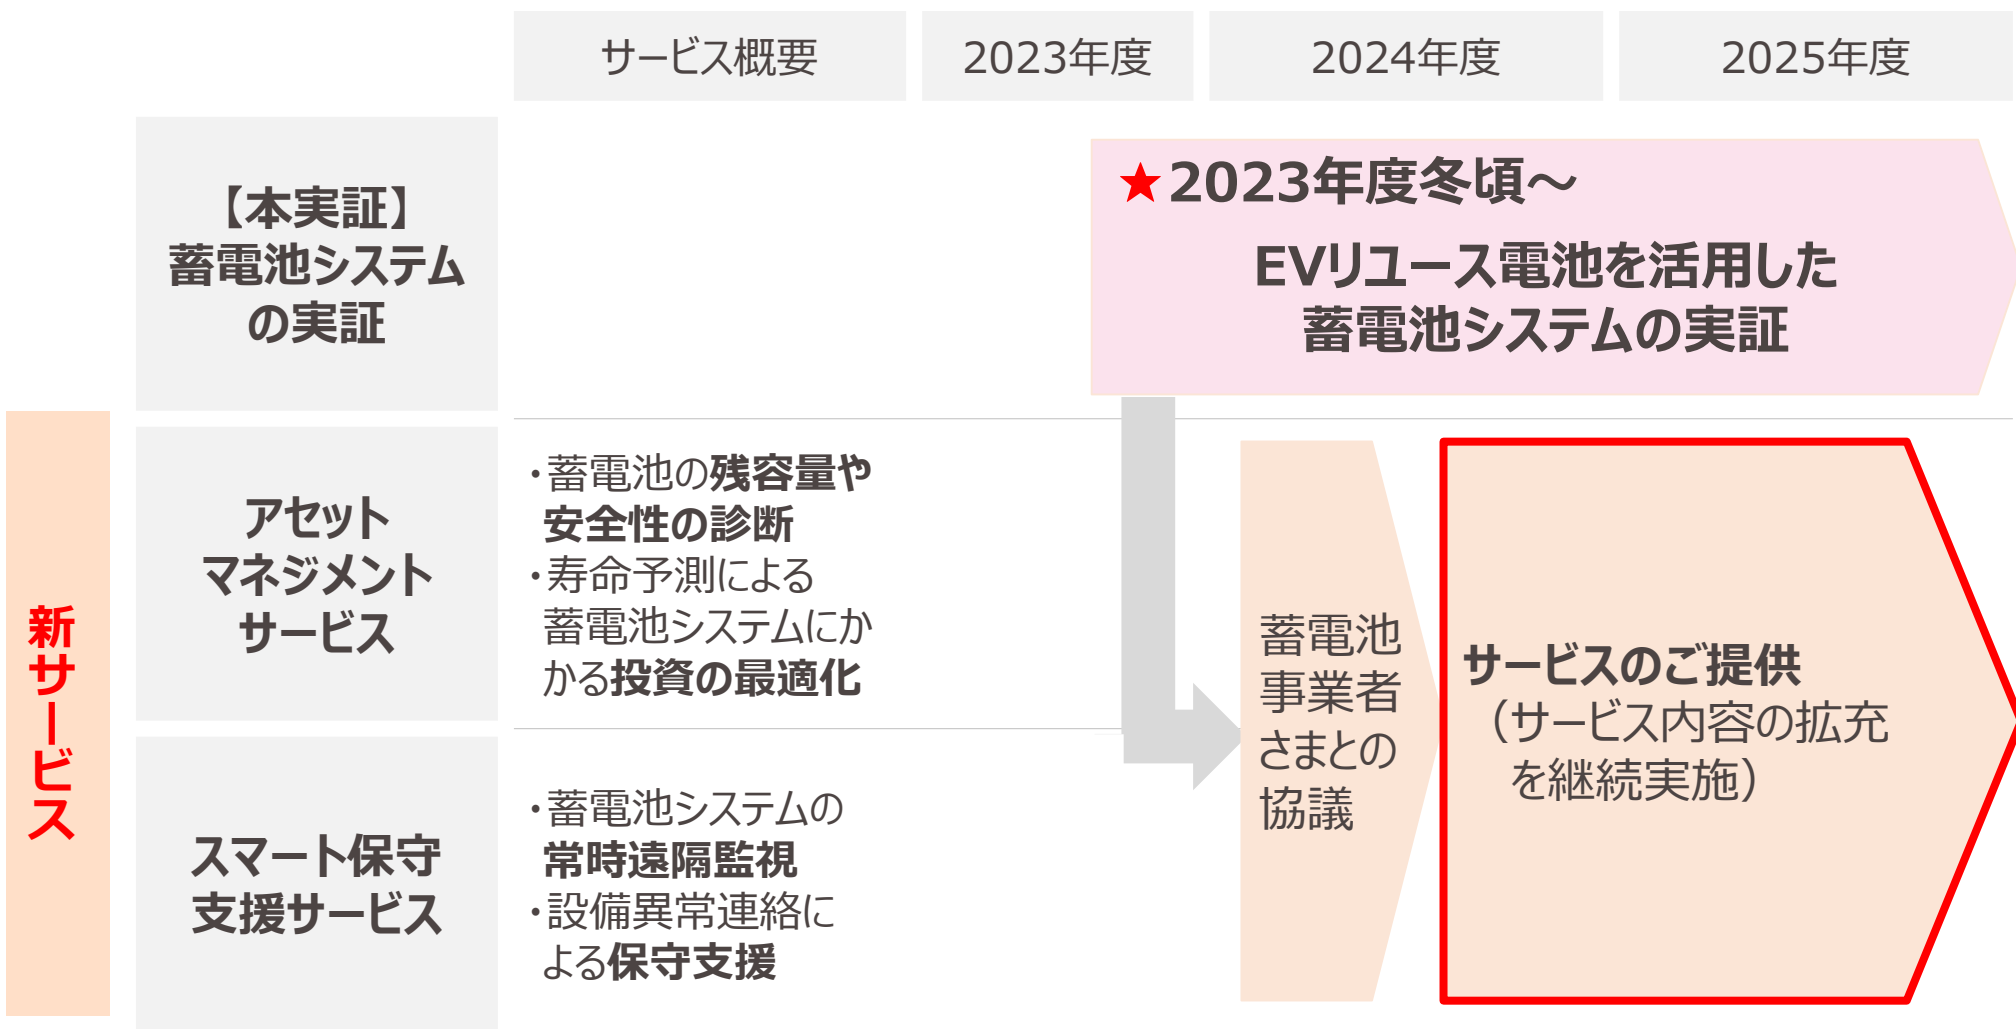 サービス概要
2023年度
2024年度
2025年度
【本実証】
蓄電池システム
の実証
★2023年度冬頃～
EVリユース電池を活用した
蓄電池システムの実証
新サービス
アセット
マネジメント
サービス
・蓄電池の残容量や
安全性の診断
・寿命予測による
蓄電池システムにか
かる投資の最適化
スマート保守
支援サービス
・蓄電池システムの
常時遠隔監視
・設備異常連絡に
よる保守支援
蓄電池
事業者
さまとの
協議
サービスのご提供
（サービス内容の拡充
を継続実施）